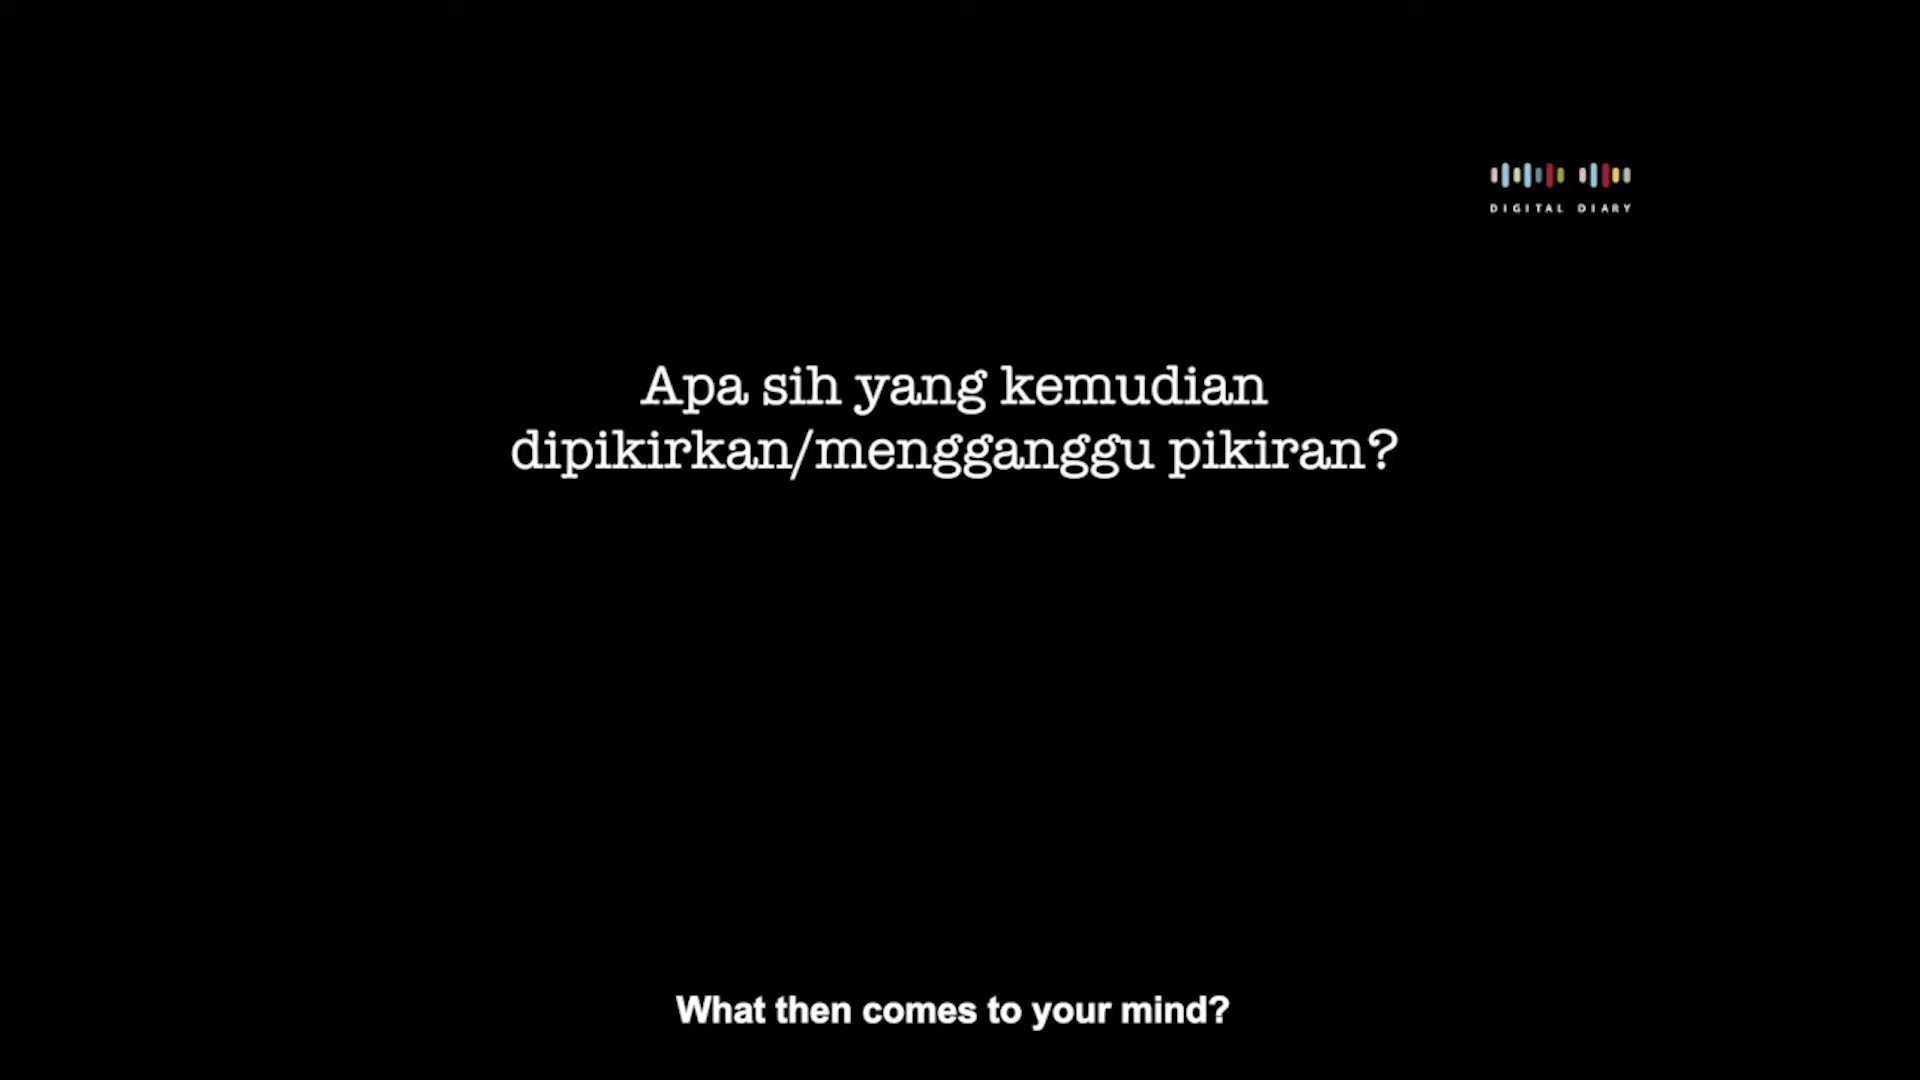 DIGITAL DIARY
Apa sih yang kemudian
dipikirkan/mengganggu pikiran?
What then comes to your mind?